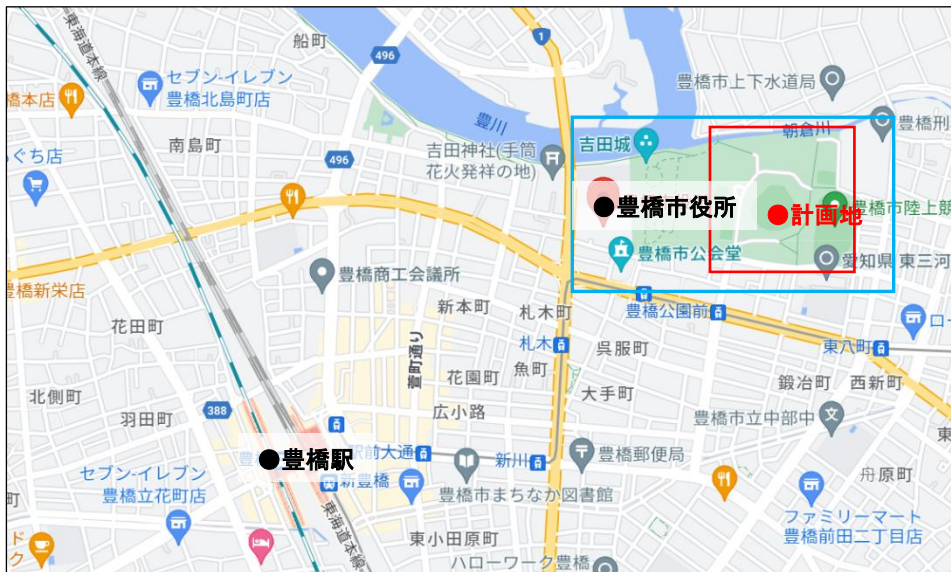 東海道本線
船町
496
1
セブン-イレブン
豊橋北島町店
豊橋市上下水道局
橋本店
豊川
朝倉川
豊橋刑
南島町
吉田神社(手筒
花火発祥の地)
吉田城
ぐち店
496
●豊橋市役所
●計画地
豊橋市陸上競
豊橋市公会堂
愛知県 東三河
豊橋商工会議所
豊橋新栄店
新本町
札木町
豊橋公園前
花田町
萱町通り
札木
呉服町
東八町
ロー
魚町
北側町
花園町
大手町
鍛冶町
西新町
羽田町
388
広小路
豊橋市立中部中
文
東
●豊橋駅
駅前大通
新川
豊橋郵便局
舟原町
セブン-イレブン
豊橋立花町店
新豊橋
豊橋市まちなか図書館
町
ファミリーマート
豊橋前田二丁目店
東海道本線
東小田原町
ド
ク
ハローワーク豊橋